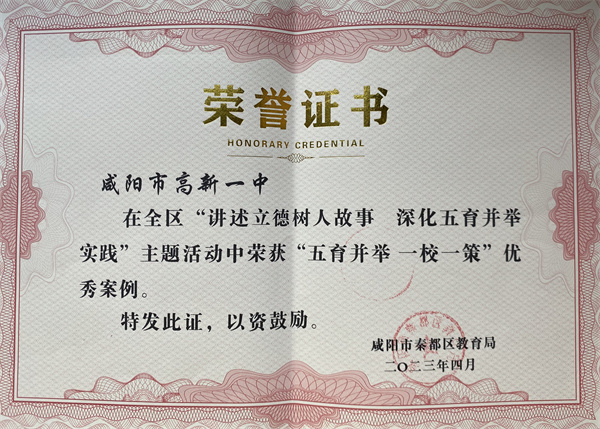 荣誉证书
HONORARY CREDENTIAL
咸阳市高新一中
在全区“讲述立德树人故事 深化五育并举
实践”主题活动中荣获“五育并举 一校一策”优
秀案例。
特发此证，以资鼓励。
咸阳市秦都区教育局
二〇二三年四月